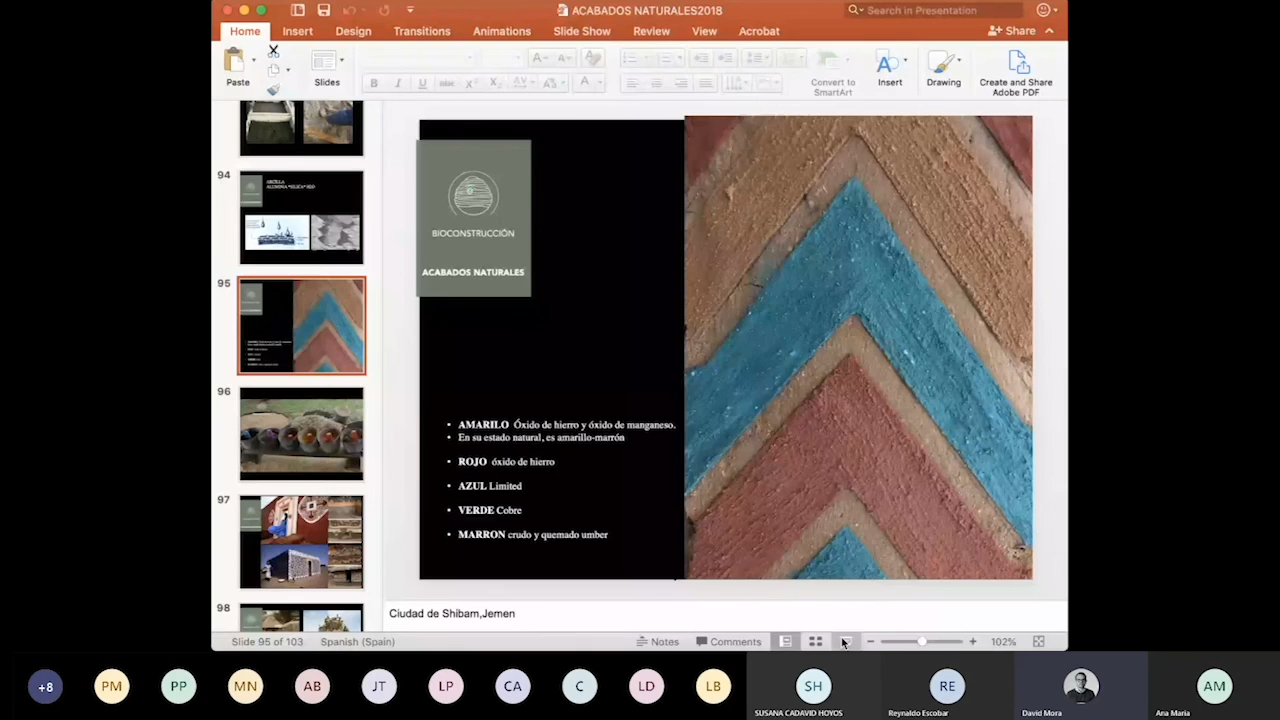 ACABADOS NATURALES2018
Search in Presentation
Home
Insert
Design
Transitions
Animations
Slide Show
Review
View
Acrobat
Share
Paste
Slides
Convert to
SmartArt
Insert
Drawing
Create and Share
Adobe PDF
94
95
96
97
98
BIOCONSTRUCCIÓN
ACABADOS NATURALES
• AMARILO Óxido de hierro y óxido de manganeso.
• En su estado natural, es amarillo-marrón
• ROJO óxido de hierro
• AZUL Limited
• VERDE Cobre
• MARRON crudo y quemado umber
Ciudad de Shibam,Jemen
Slide 95 of 103
Spanish (Spain)
Notes
Comments
102%
+8
PM
PP
MN
AB
JT
LP
CA
C
LD
LB
SH
SUSANA CADAVID HOYOS
RE
Reynaldo Escobar
David Mora
AM
Ana Maria